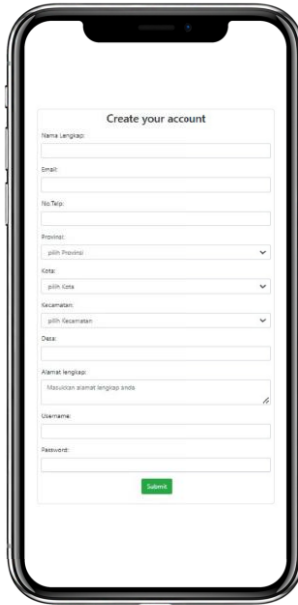 Create your account
Nama Lengkap:
Email:
No.Telp:
Provinsi:
pilih Provinsi
Kota:
pilih Kota
Kecamatan:
pilih Kecamatan
Desa:
Alamat lengkap:
Masukkan alamat lengkap anda
Username:
Password:
Submit